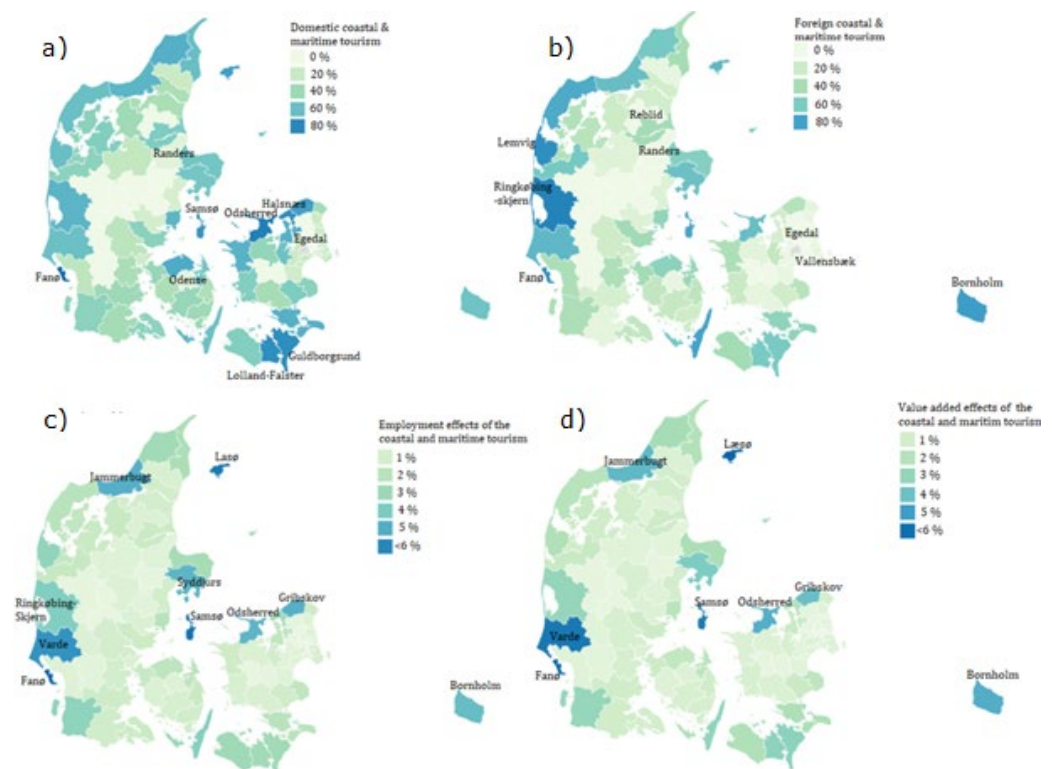 a)
Domestic coastal &
maritime tourism
0 %
20 %
40 %
60 %
80 %
Randers
Samsø
Odsherred
Halsnæs
Egedal
Fanø
Odense
Guldborgsund
Lolland-Falster
b)
Foreign coastal &
maritime tourism
0 %
20 %
40 %
60 %
80 %
Reblid
Lemvig
Randers
Ringkøbing
-skjern
Egedal
Vallensbæk
Fanø
Bornholm
c)
Employment effects of the
coastal and maritime tourism
1 %
2 %
3 %
4 %
5 %
<6 %
Lasø
Jammerbugt
Syddjurs
Gribskov
Ringkøbing-
Skjern
Samsø
Odsherred
Varde
Fanø
Bornholm
d)
Value added effects of the
coastal and maritim tourism
1 %
2 %
3 %
4 %
5 %
<6 %
Læsø
Jammerbugt
Gribskov
Samsø
Odsherred
Varde
Fanø
Bornholm